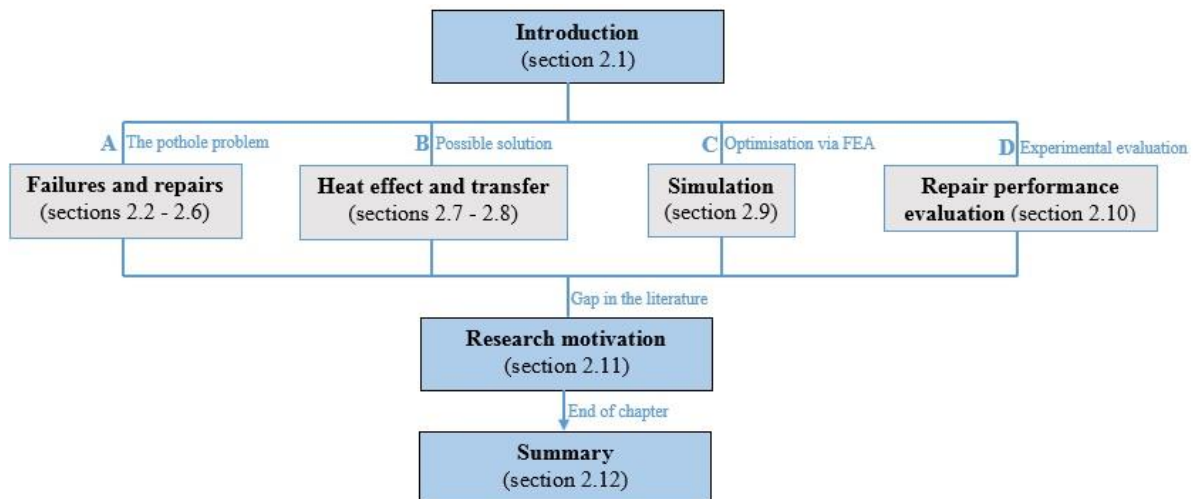 Introduction
(section 2.1)
A The pothole problem
B Possible solution
C Optimisation via FEA
D Experimental evaluation
Failures and repairs
(sections 2.2 - 2.6)
Heat effect and transfer
(sections 2.7 - 2.8)
Simulation
(section 2.9)
Repair performance
evaluation (section 2.10)
Gap in the literature
Research motivation
(section 2.11)
End of chapter
Summary
(section 2.12)